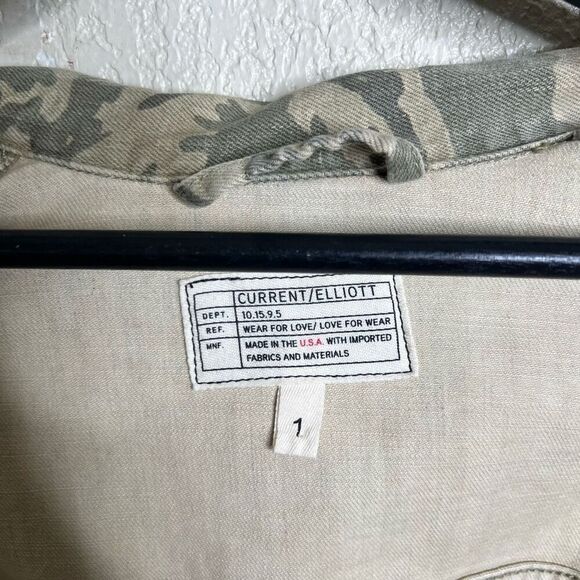 CURRENT/ELLIOTT
DEPT. 10.15.9.5
REF. WEAR FOR LOVE/ LOVE FOR WEAR
MNF. MADE IN THE U.S.A. WITH IMPORTED
FABRICS AND MATERIALS
1